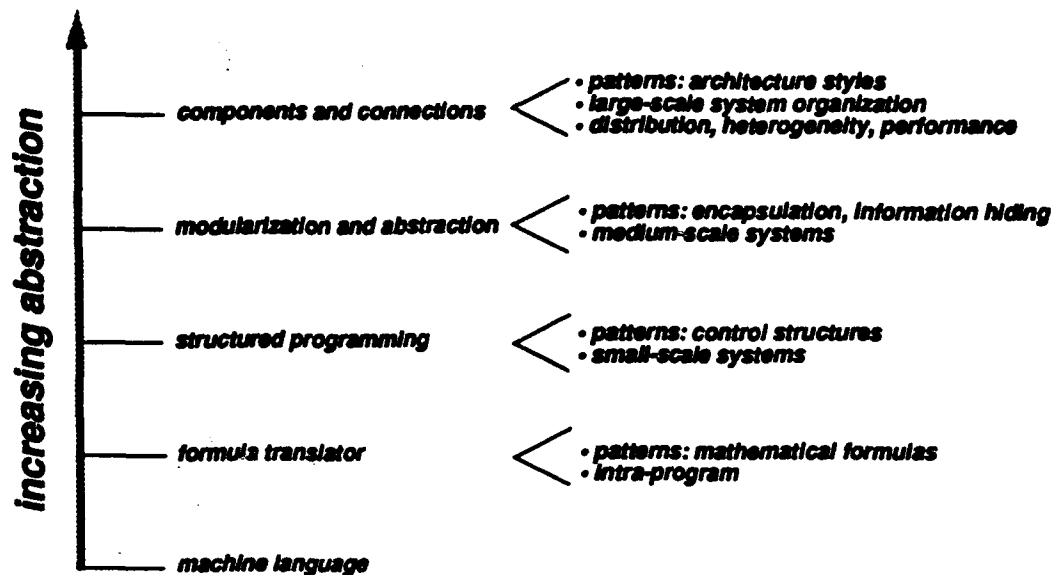 increasing abstraction
components and connections
• patterns: architecture styles
• large-scale system organization
• distribution, heterogeneity, performance
modularization and abstraction
• patterns: encapsulation, information hiding
• medium-scale systems
structured programming
• patterns: control structures
• small-scale systems
formula translator
• patterns: mathematical formulas
• intra-program
machine language